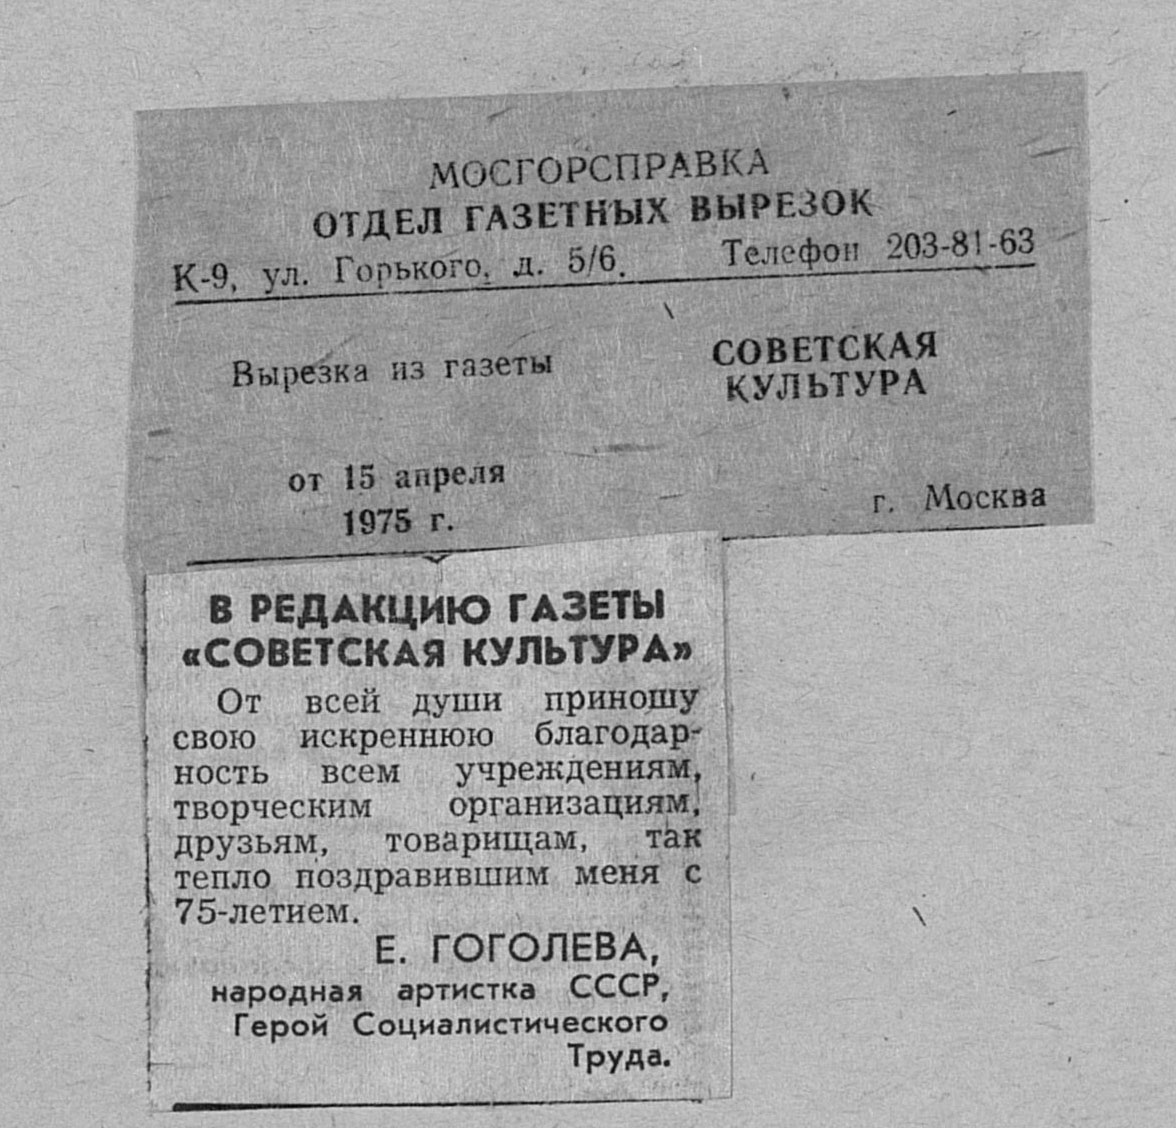 МОСГОРСПРАВКА
ОТДЕЛ ГАЗЕТНЫХ ВЫРЕЗОК
К-9, ул. Горького, д. 5/6. Телефон 203-81-63
Вырезка из газеты СОВЕТСКАЯ
КУЛЬТУРА
от 15 апреля
1975 г.
г. Москва
В РЕДАКЦИЮ ГАЗЕТЫ
«СОВЕТСКАЯ КУЛЬТУРА»
От всей души приношу
свою искреннюю благодар-
ность всем учреждениям,
творческим организациям,
друзьям, товарищам, так
тепло поздравившим меня с
75-летием.
Е. ГОГОЛЕВА,
народная артистка СССР,
Герой Социалистического
Труда.